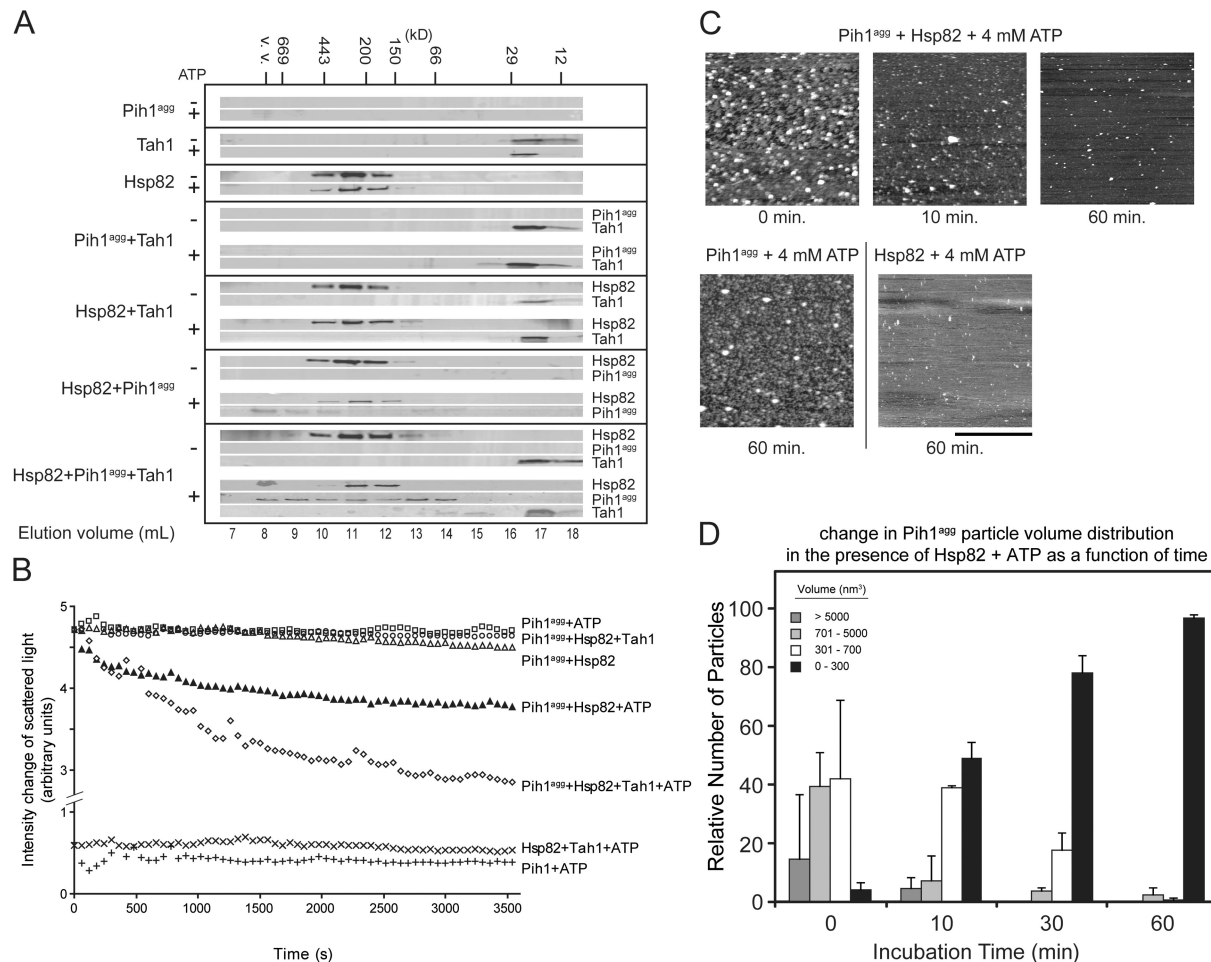 A
(kD)
ATP
v. v.
669
443
200
150
66
29
12
Pih1agg
-
+
Tah1
-
+
Hsp82
-
+
Pih1agg+Tah1
-
Pih1agg
Tah1
+
Pih1agg
Tah1
Hsp82+Tah1
-
Hsp82
Tah1
+
Hsp82
Tah1
Hsp82+Pih1agg
-
Hsp82
Pih1agg
+
Hsp82
Pih1agg
Hsp82+Pih1agg+Tah1
-
Hsp82
Pih1agg
Tah1
+
Hsp82
Pih1agg
Tah1
Elution volume (mL) 7 8 9 10 11 12 13 14 15 16 17 18
B
Intensity change of scattered light
(arbitrary units)
5
4
3
1
0
Pih1agg+ATP
Pih1agg+Hsp82+Tah1
Pih1agg+Hsp82
Pih1agg+Hsp82+ATP
Pih1agg+Hsp82+Tah1+ATP
Hsp82+Tah1+ATP
Pih1+ATP
0 500 1000 1500 2000 2500 3000 3500
Time (s)
C
Pih1agg + Hsp82 + 4 mM ATP
0 min. 10 min. 60 min.
Pih1agg + 4 mM ATP
Hsp82 + 4 mM ATP
60 min. 60 min.
D
change in Pih1agg particle volume distribution
in the presence of Hsp82 + ATP as a function of time
Volume (nm3)
> 5000
701 - 5000
301 - 700
0 - 300
Relative Number of Particles
100
80
60
40
20
0
0 10 30 60
Incubation Time (min)